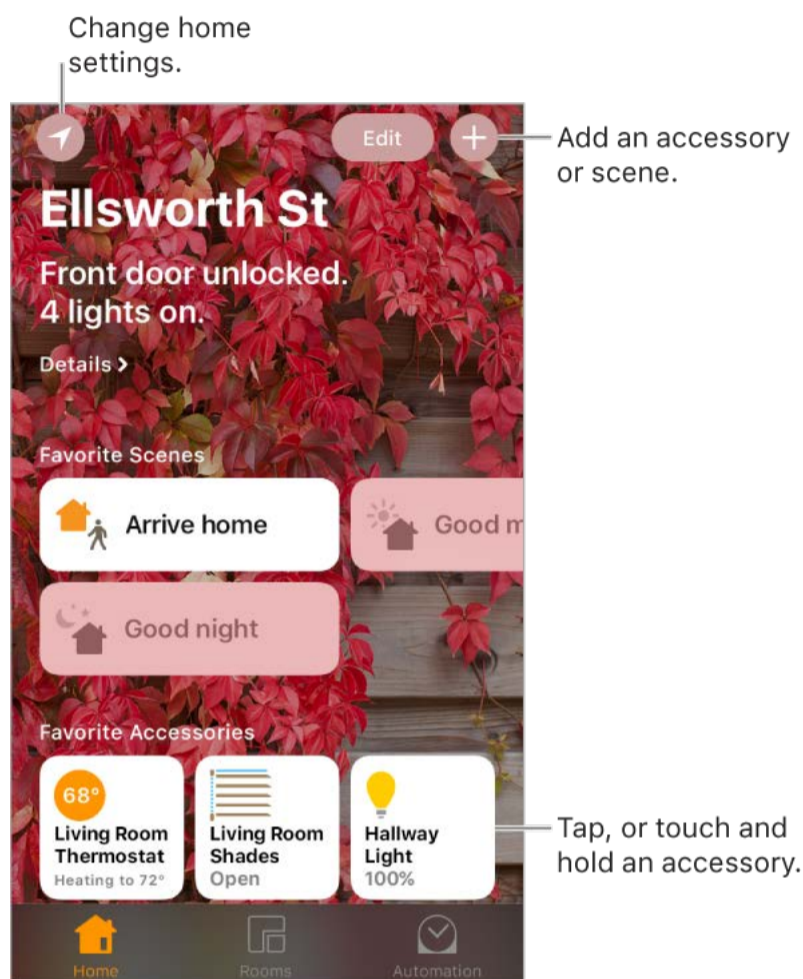 Change home
settings.
Edit
Add an accessory
or scene.
Ellsworth St
Front door unlocked.
4 lights on.
Details >
Favorite Scenes
Arrive home
Good m
Good night
Favorite Accessories
68°
Living Room
Thermostat
Heating to 72°
Living Room
Shades
Open
Hallway
Light
100%
Tap, or touch and
hold an accessory.
Home
Rooms
Automation